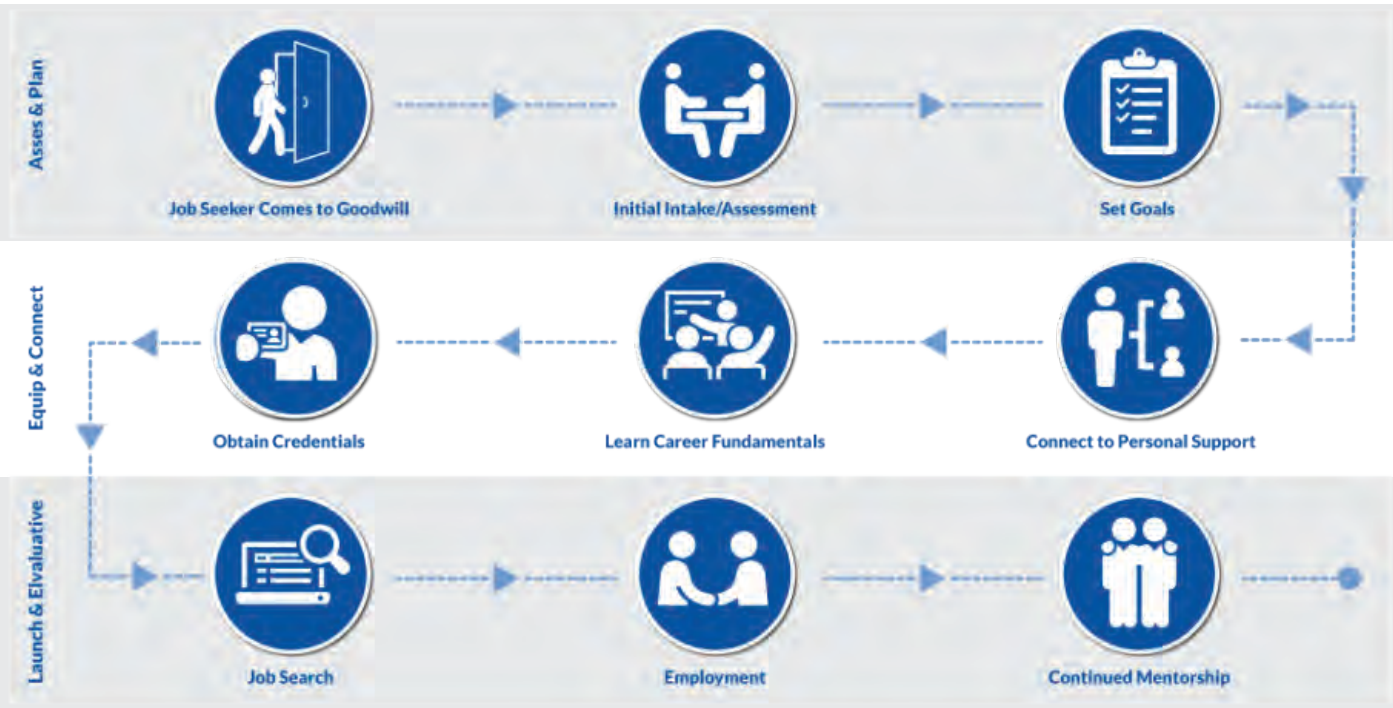 Asses & Plan
Job Seeker Comes to Goodwill
Initial Intake/Assessment
Set Goals
Equip & Connect
Obtain Credentials
Learn Career Fundamentals
Connect to Personal Support
Launch & Elvaluative
Job Search
Employment
Continued Mentorship